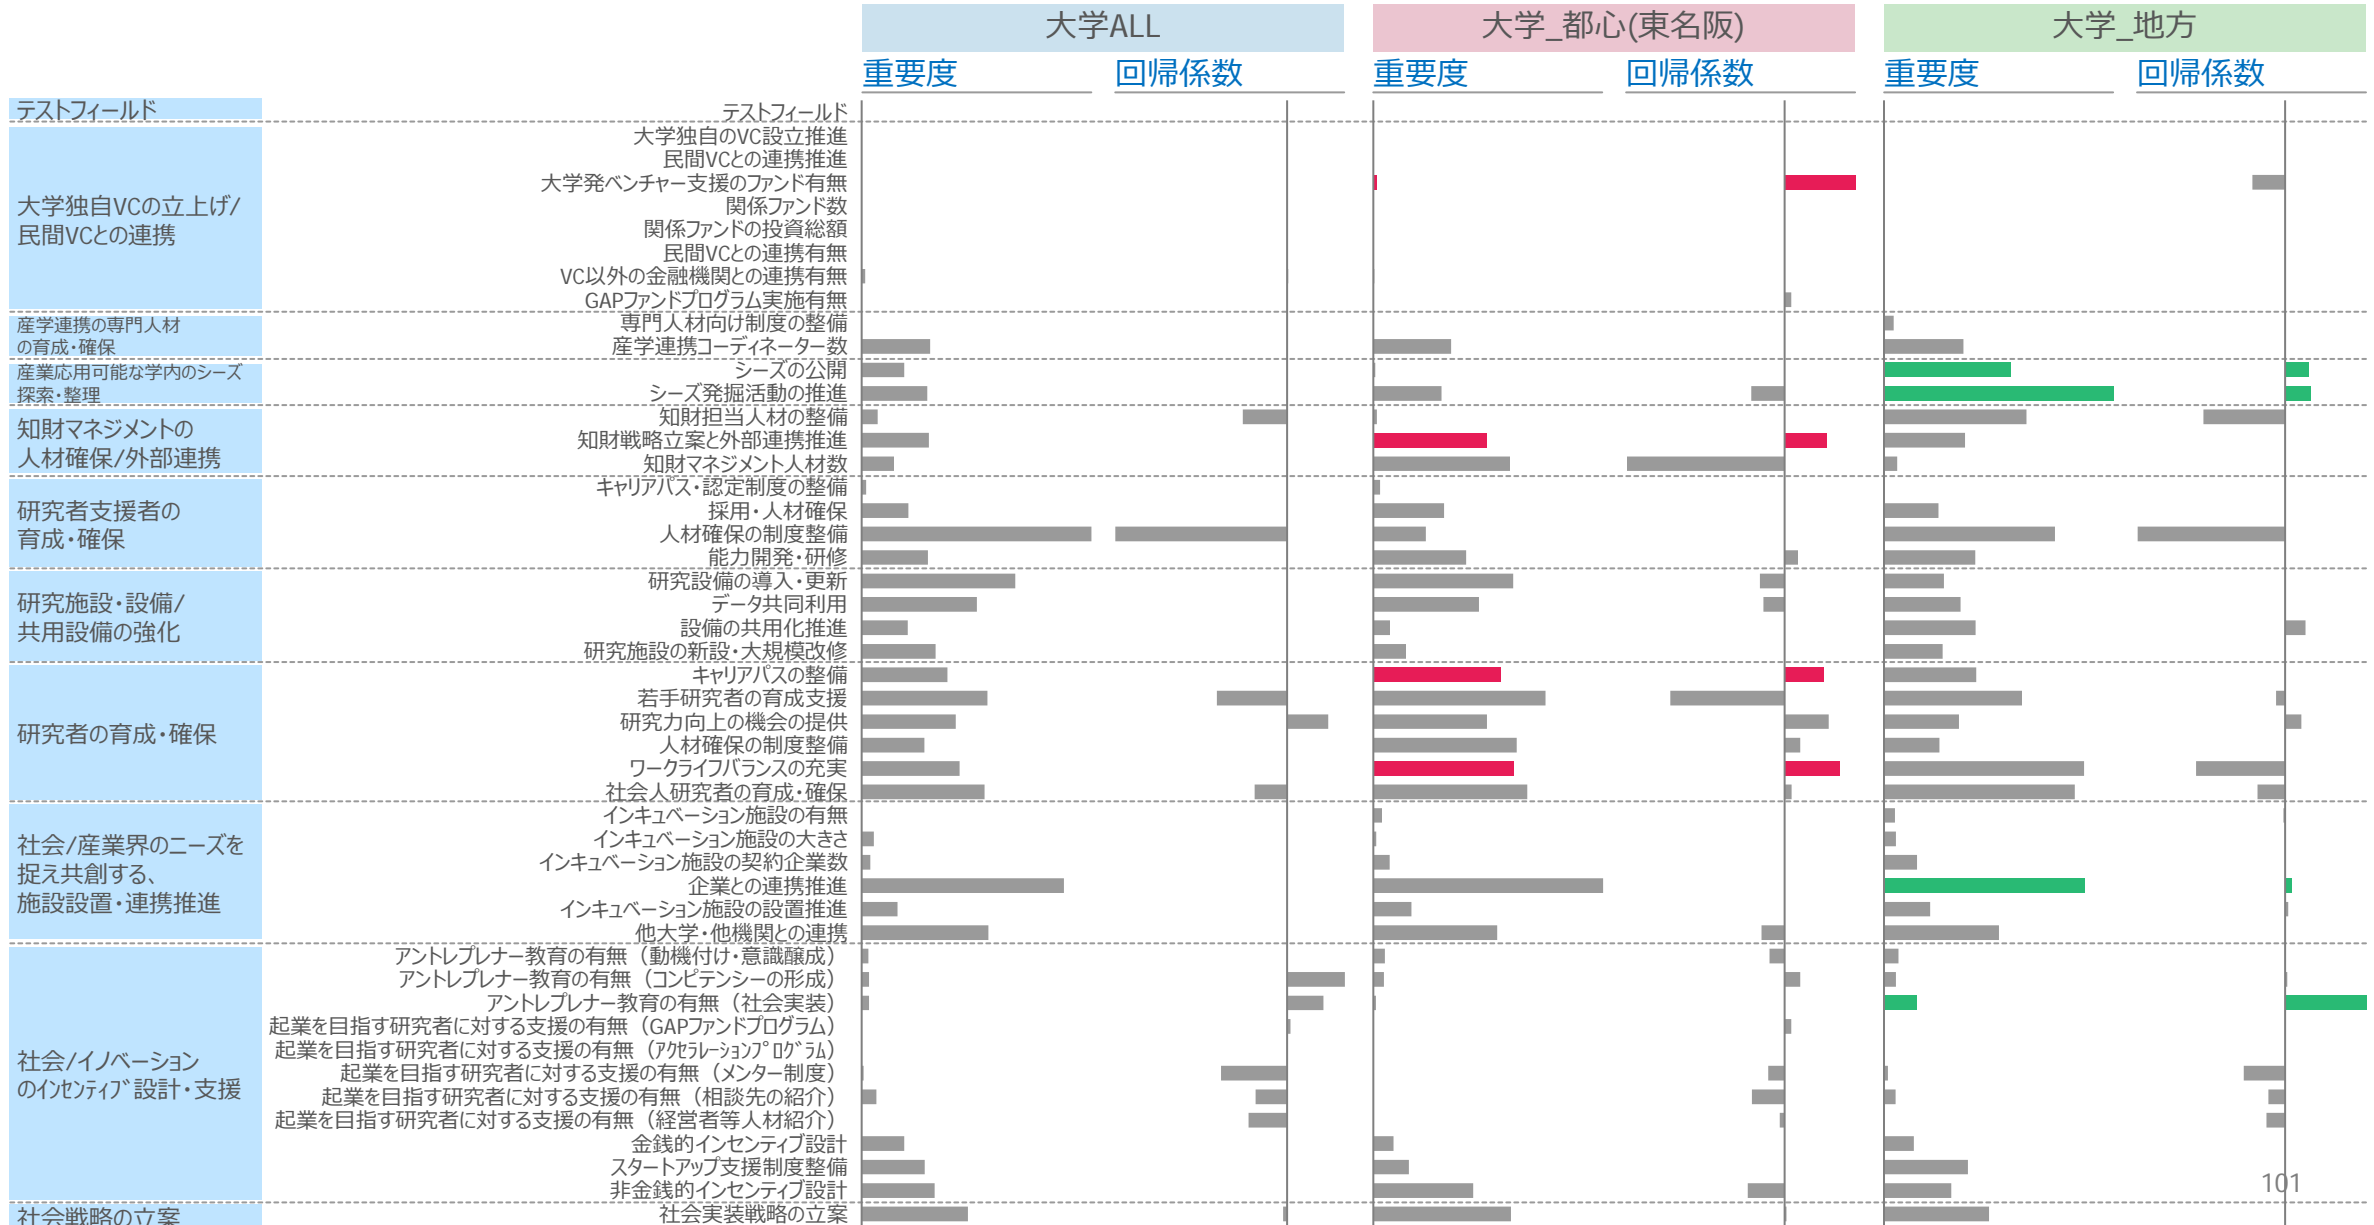 大学ALL
大学_都心(東名阪)
大学_地方
重要度
回帰係数
重要度
回帰係数
重要度
回帰係数
テストフィールド
テストフィールド
大学独自VCの立上げ/
民間VCとの連携
大学独自のVC設立推進
民間VCとの連携推進
大学発ベンチャー支援のファンド有無
関係ファンド数
関係ファンドの投資総額
民間VCとの連携有無
VC以外の金融機関との連携有無
GAPファンドプログラム実施有無
産学連携の専門人材
の育成・確保
専門人材向け制度の整備
産学連携コーディネーター数
産業応用可能な学内のシーズ
探索・整理
シーズの公開
シーズ発掘活動の推進
知財マネジメントの
人材確保/外部連携
知財担当人材の整備
知財戦略立案と外部連携推進
知財マネジメント人材数
研究者支援者の
育成・確保
キャリアパス・認定制度の整備
採用・人材確保
人材確保の制度整備
能力開発・研修
研究施設・設備/
共用設備の強化
研究設備の導入・更新
データ共同利用
設備の共用化推進
研究施設の新設・大規模改修
研究者の育成・確保
キャリアパスの整備
若手研究者の育成支援
研究力向上の機会の提供
人材確保の制度整備
ワークライフバランスの充実
社会人研究者の育成・確保
社会/産業界のニーズを
捉え共創する、
施設設置・連携推進
インキュベーション施設の有無
インキュベーション施設の大きさ
インキュベーション施設の契約企業数
企業との連携推進
インキュベーション施設の設置推進
他大学・他機関との連携
社会/イノベーション
のインセンティブ設計・支援
アントレプレナー教育の有無（動機付け・意識醸成）
アントレプレナー教育の有無（コンピテンシーの形成）
アントレプレナー教育の有無（社会実装）
起業を目指す研究者に対する支援の有無（GAPファンドプログラム）
起業を目指す研究者に対する支援の有無（アクセラレーションプログラム）
起業を目指す研究者に対する支援の有無（メンター制度）
起業を目指す研究者に対する支援の有無（相談先の紹介）
起業を目指す研究者に対する支援の有無（経営者等人材紹介）
金銭的インセンティブ設計
スタートアップ支援制度整備
非金銭的インセンティブ設計
101
社会戦略の立案
社会実装戦略の立案